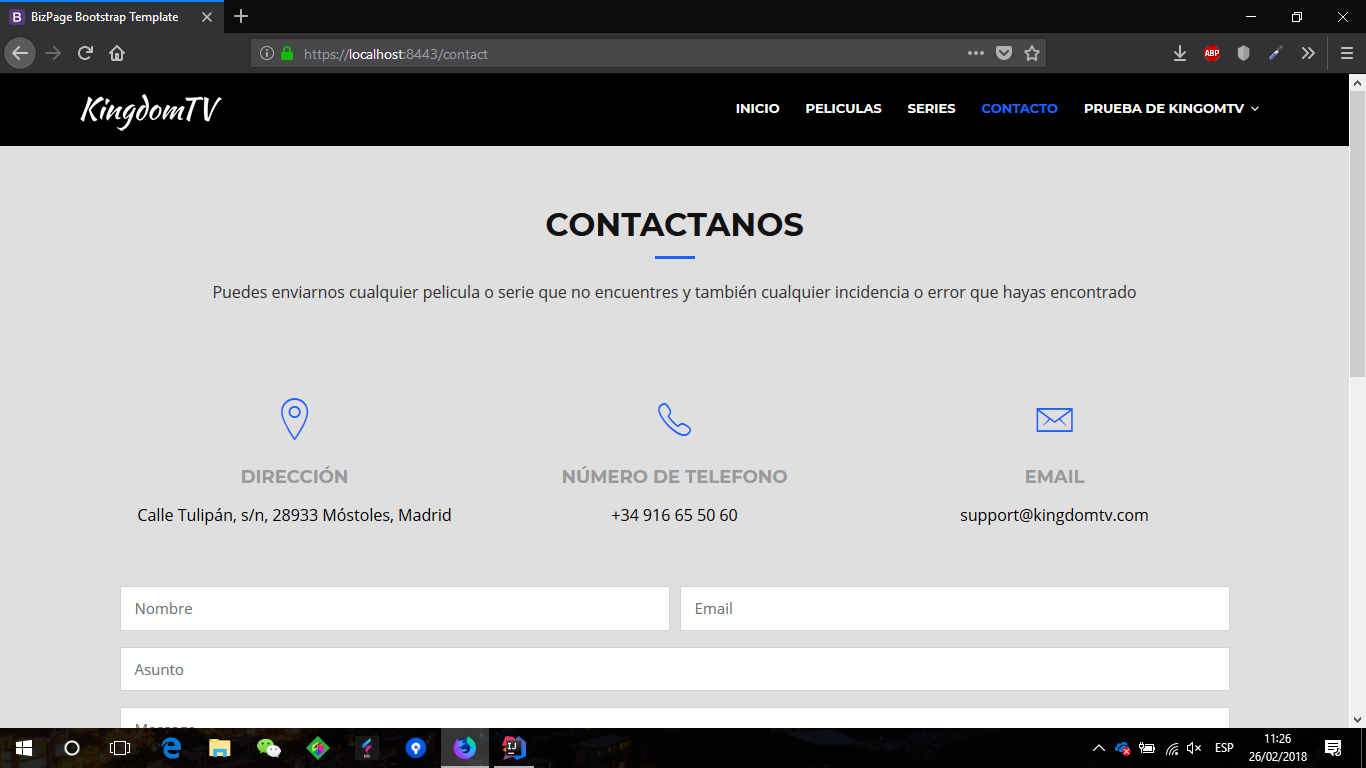 BizPage Bootstrap Template
https://localhost:8443/contact
ABP
KingdomTV
INICIO
PELICULAS
SERIES
CONTACTO
PRUEBA DE KINGOMTV
CONTACTANOS
Puedes enviarnos cualquier pelicula o serie que no encuentres y también cualquier incidencia o error que hayas encontrado
DIRECCIÓN
NÚMERO DE TELEFONO
EMAIL
Calle Tulipán, s/n, 28933 Móstoles, Madrid
+34 916 65 50 60
support@kingdomtv.com
Nombre
Email
Asunto
ESP
11:26
26/02/2018